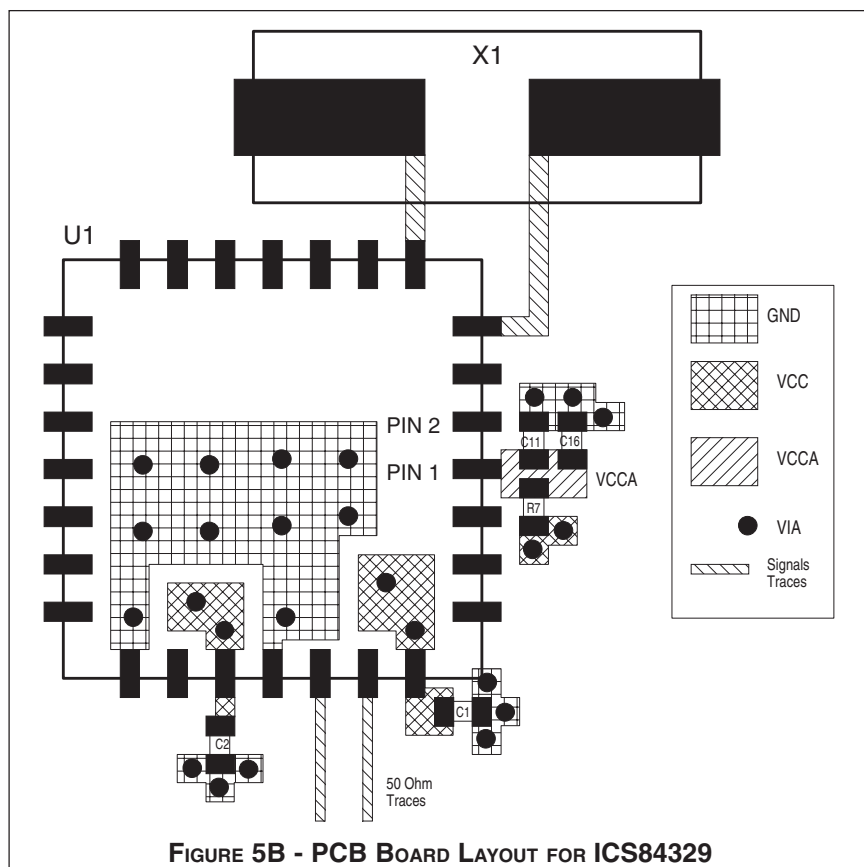 X1
U1
GND
VCC
PIN 2
C11
C16
PIN 1
VCCA
VCCA
R7
VIA
Signals
Traces
C1
C2
50 Ohm
Traces
FIGURE 5B - PCB BOARD LAYOUT FOR ICS84329